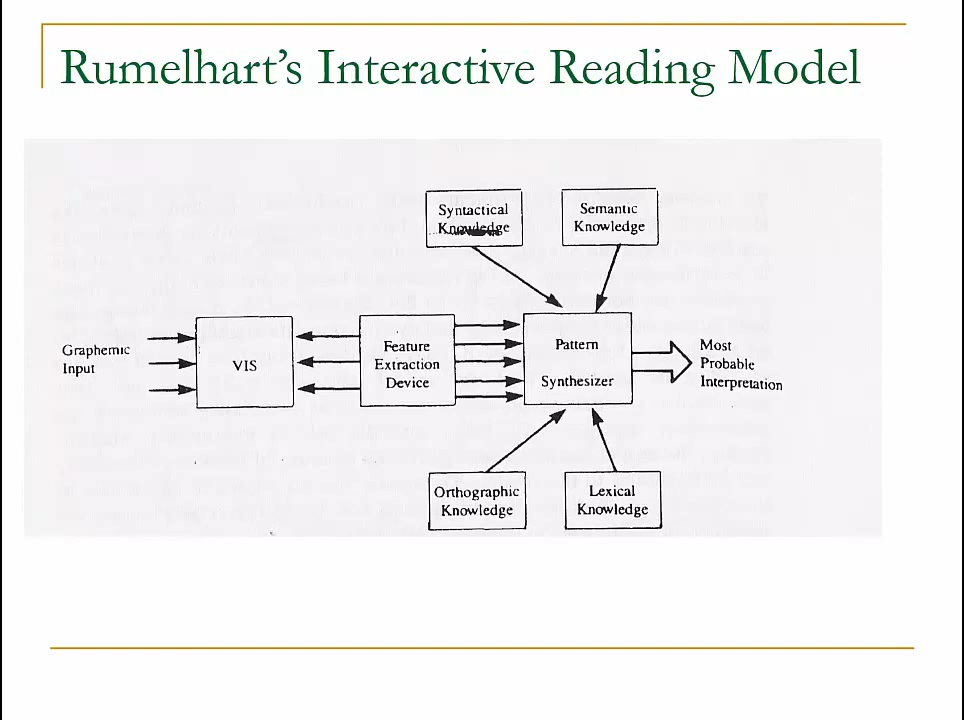 Rumelhart's Interactive Reading Model
Syntactical
Knowledge
Semantic
Knowledge
Graphemic
Input
VIS
Feature
Extraction
Device
Pattern
Synthesizer
Most
Probable
Interpretation
Orthographic
Knowledge
Lexical
Knowledge